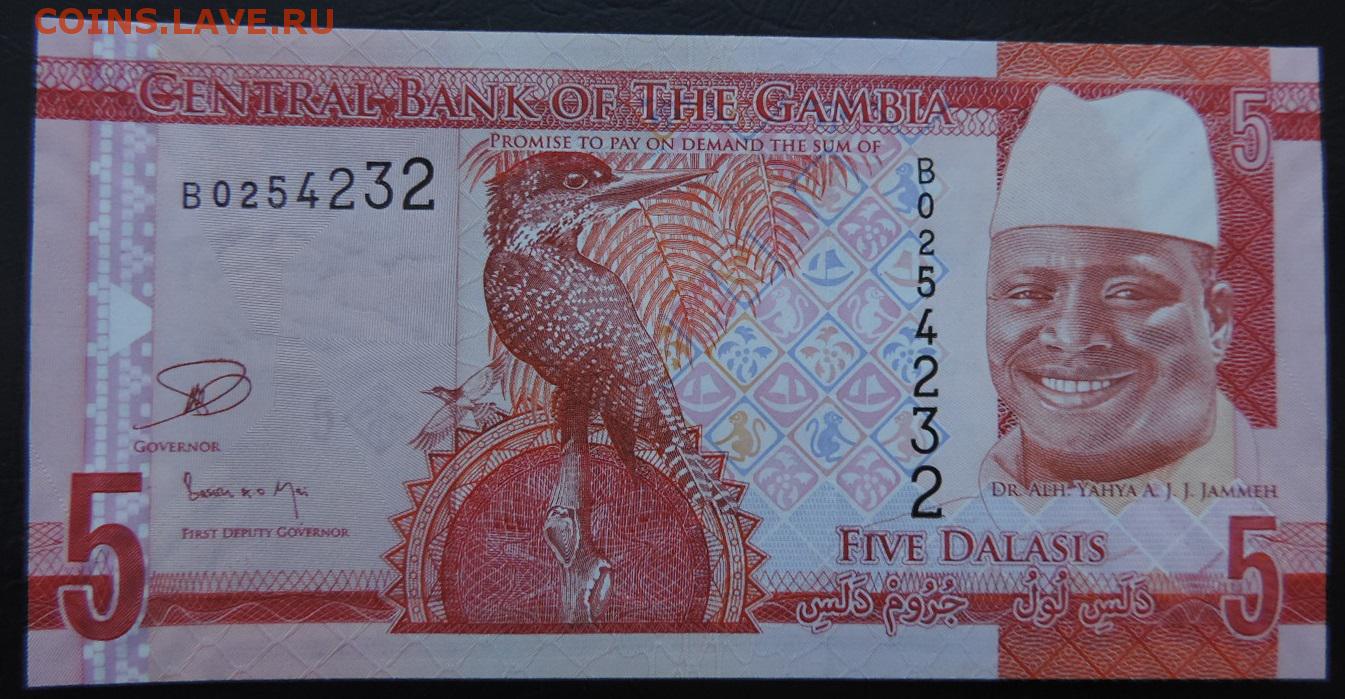 COINS.LAVE.RU
CENTRAL BANK OF THE GAMBIA
5
PROMISE TO PAY ON DEMAND THE SUM OF
B0254232
B0254232
GOVERNOR
FIRST DEPUTY GOVERNOR
DR. ALH. YAHYA A. J. J. JAMMEH
5
FIVE DALASIS
5